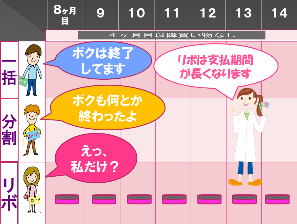 8ヶ月目
9
10
11
12
13
14
一括
ボクは終了
してます
リボは支払期間
が長くなります
分割
ボクも何とか
終わったよ
えっ、
私だけ？
リボ